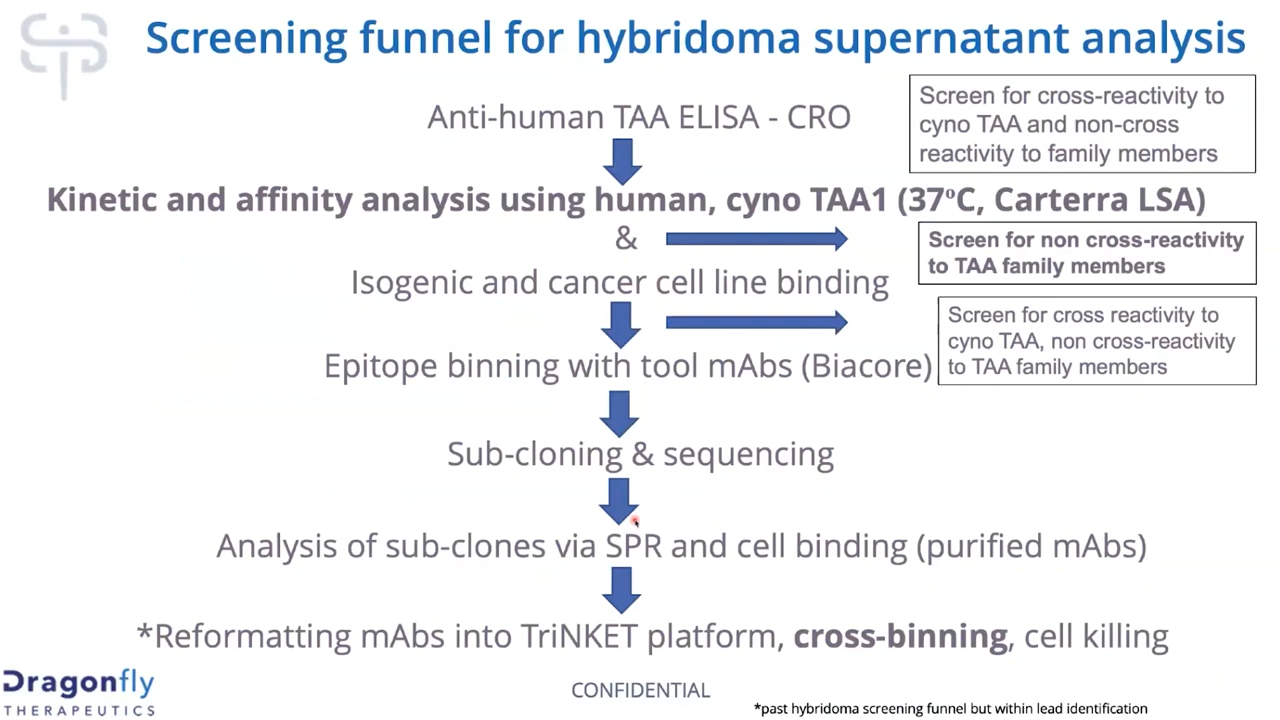 Screening funnel for hybridoma supernatant analysis
Anti-human TAA ELISA - CRO
Screen for cross-reactivity to
cyno TAA and non-cross
reactivity to family members
Kinetic and affinity analysis using human, cyno TAA1 (37ºC, Carterra LSA)
&
Screen for non cross-reactivity
to TAA family members
Isogenic and cancer cell line binding
Screen for cross reactivity to
cyno TAA, non cross-reactivity
to TAA family members
Epitope binning with tool mAbs (Biacore)
Sub-cloning & sequencing
Analysis of sub-clones via SPR and cell binding (purified mAbs)
*Reformatting mAbs into TriNKET platform, cross-binning, cell killing
Dragonfly
THERAPEUTICS
CONFIDENTIAL
*past hybridoma screening funnel but within lead identification